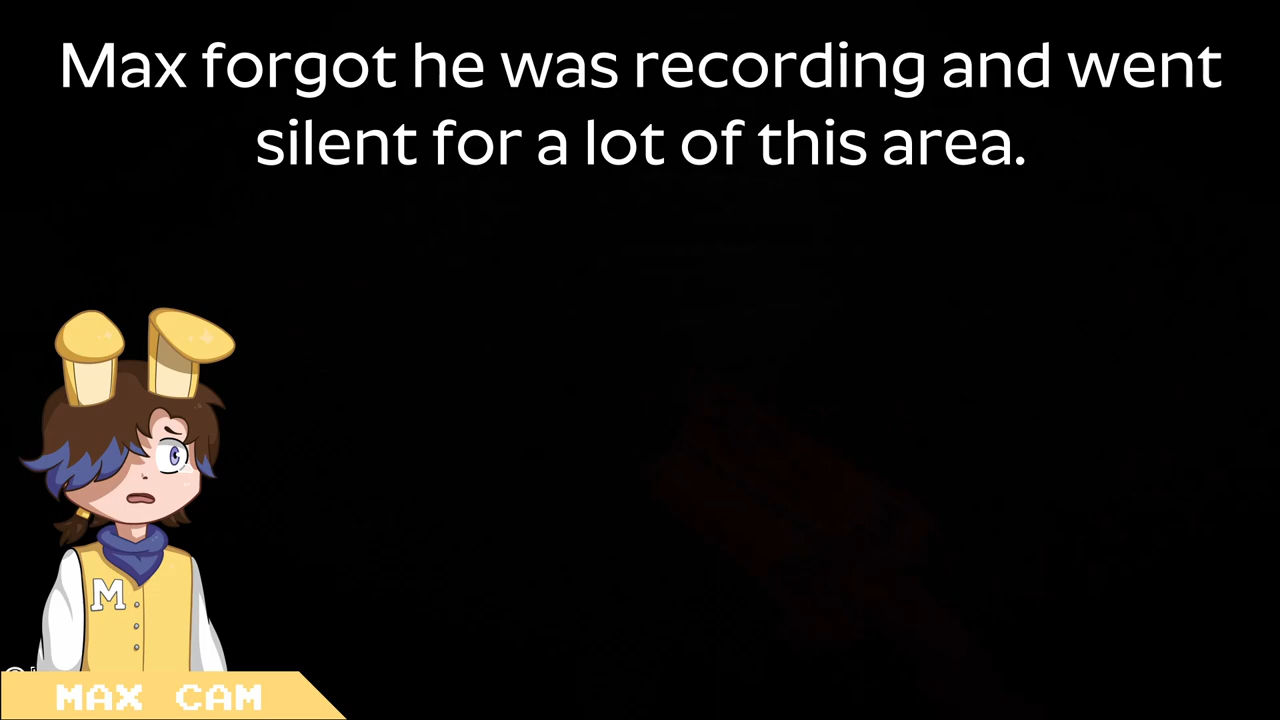 Max forgot he was recording and went
silent for a lot of this area.
M
MAX CAM